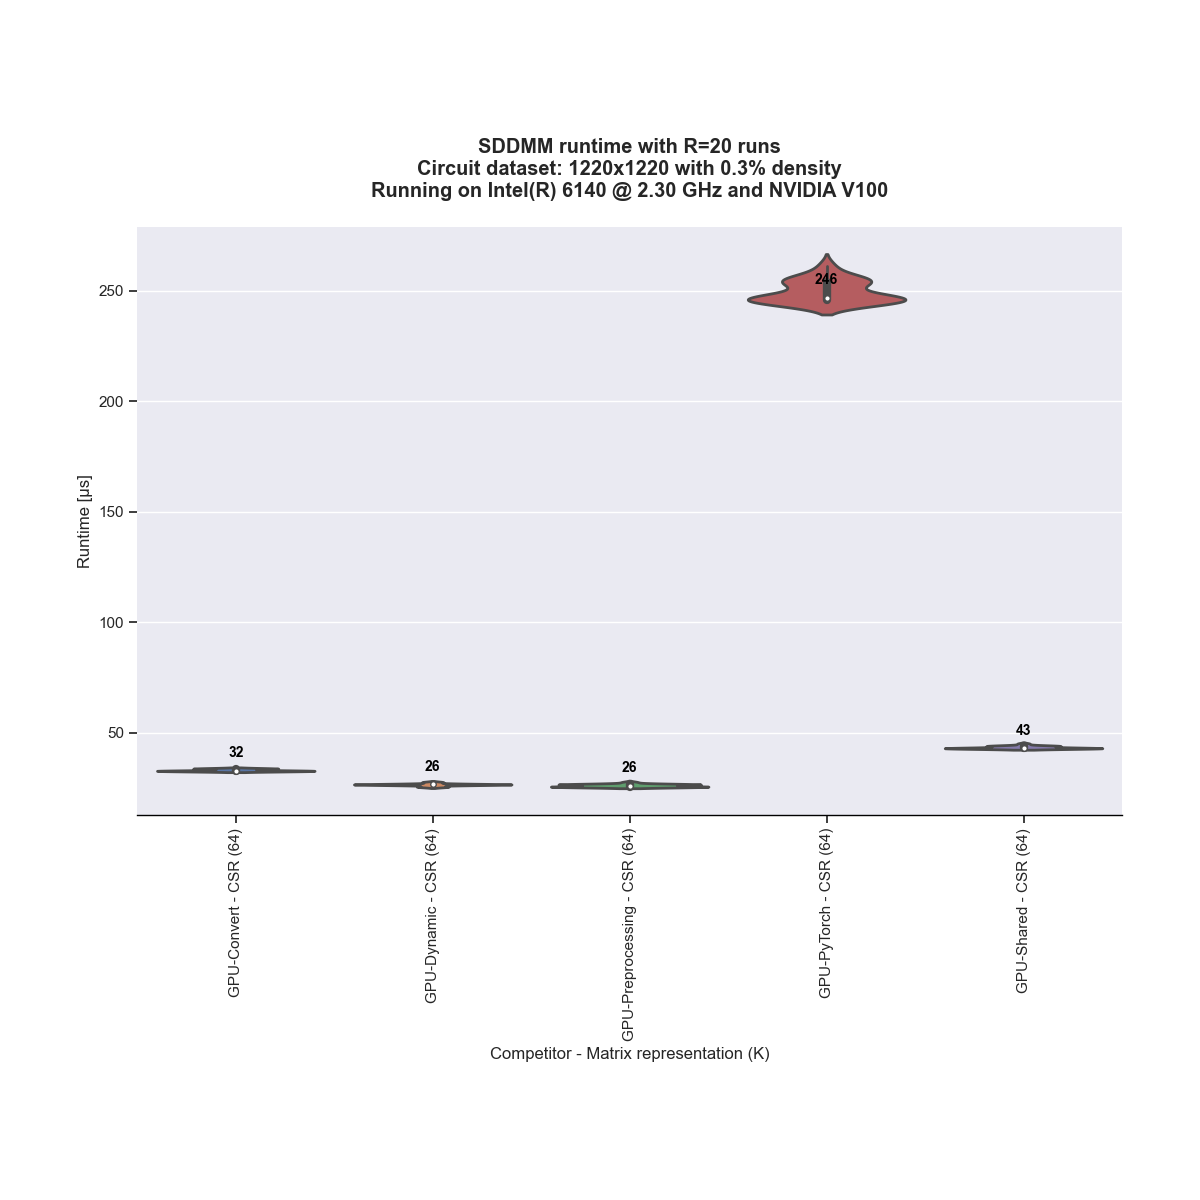 SDDMM runtime with R=20 runs
Circuit dataset: 1220x1220 with 0.3% density
Running on Intel(R) 6140 @ 2.30 GHz and NVIDIA V100
Runtime [µs]
250
200
150
100
50
32
26
26
246
43
GPU-Convert - CSR (64)
GPU-Dynamic - CSR (64)
GPU-Preprocessing - CSR (64)
GPU-PyTorch - CSR (64)
GPU-Shared - CSR (64)
Competitor - Matrix representation (K)